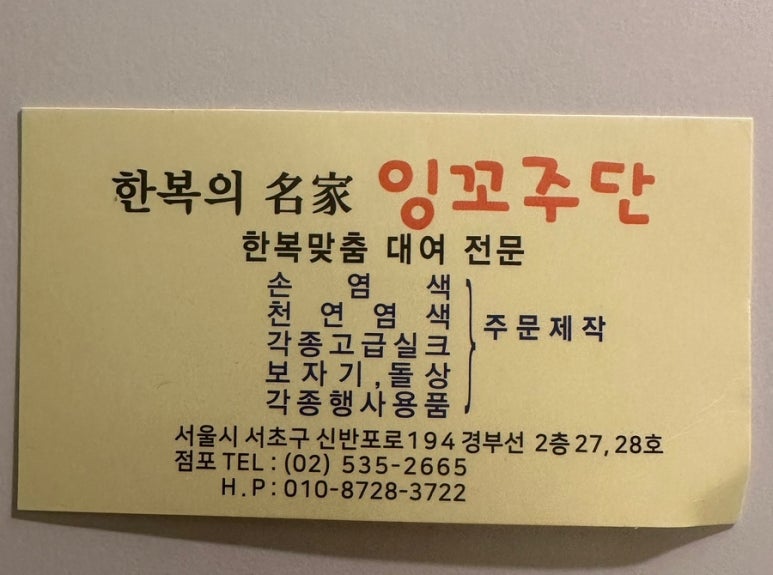 한복의 名家 잉꼬주단
한복맞춤 대여 전문
손 염 색
천 연 염 색
각종고급실크
보자기,돌상
각종행사용품
주문제작
서울시 서초구 신반포로194 경부선 2층 27,28호
점포 TEL : (02) 535-2665
H.P : 010-8728-3722